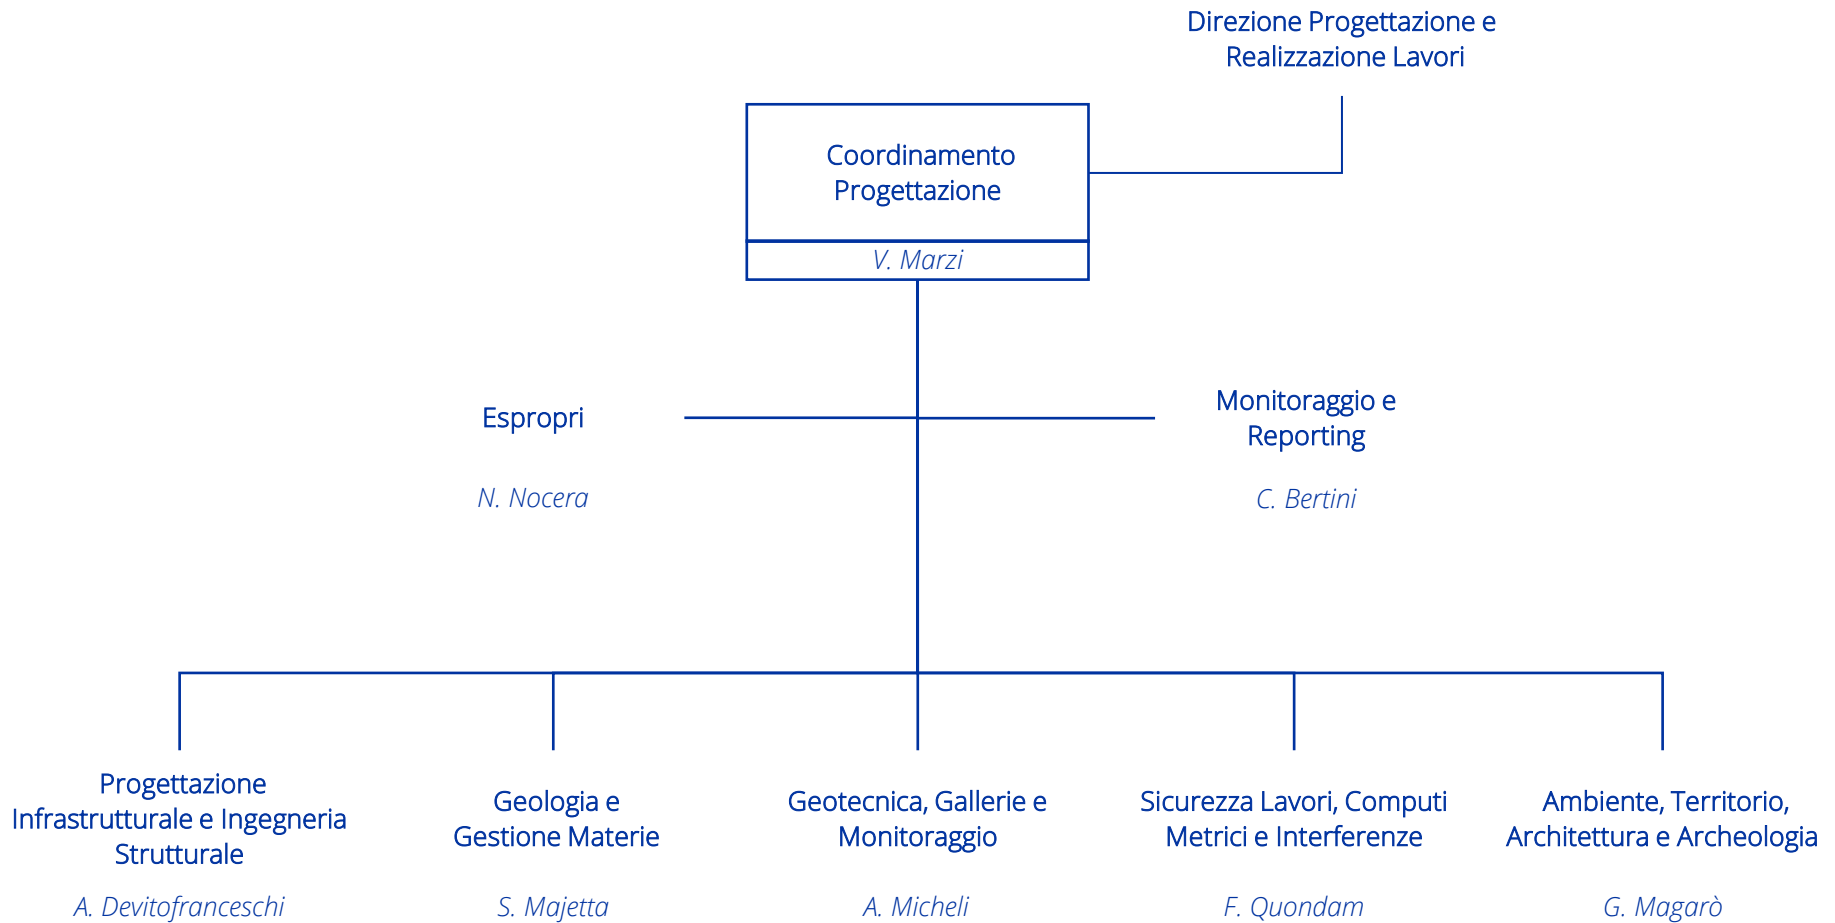 Direzione Progettazione e
Realizzazione Lavori
Coordinamento
Progettazione
V. Marzi
Espropri
N. Nocera
Monitoraggio e
Reporting
C. Bertini
Progettazione
Infrastrutturale e Ingegneria
Strutturale
A. Devitofranceschi
Geologia e
Gestione Materie
S. Majetta
Geotecnica, Gallerie e
Monitoraggio
A. Micheli
Sicurezza Lavori, Computi
Metrici e Interferenze
F. Quondam
Ambiente, Territorio,
Architettura e Archeologia
G. Magarò